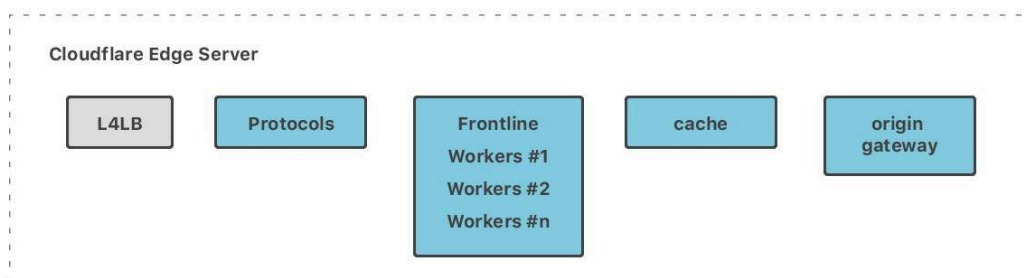 Cloudflare Edge Server
L4LB
Protocols
Frontline
Workers #1
Workers #2
Workers #n
cache
origin
gateway